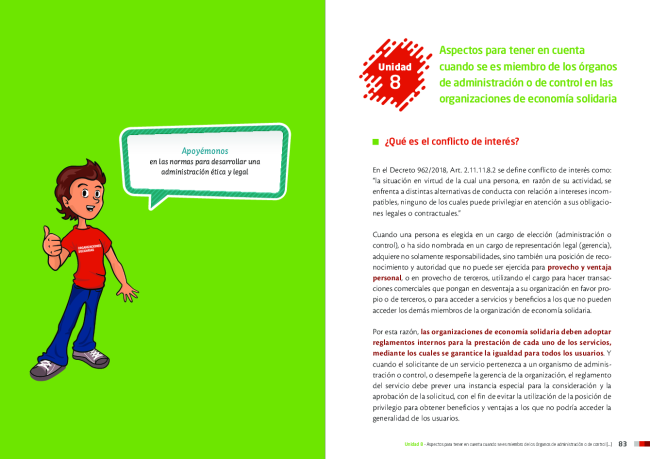 Apoyémonos
en las normas para desarrollar una
administración ética y legal
Unidad
8
Aspectos para tener en cuenta
cuando se es miembro de los órganos
de administración o de control en las
organizaciones de economía solidaria
¿Qué es el conflicto de interés?
En el Decreto 962/2018, Art. 2.11.11.8.2 se define conflicto de interés como:
“la situación en virtud de la cual una persona, en razón de su actividad, se
enfrenta a distintas alternativas de conducta con relación a intereses incom-
patibles, ninguno de los cuales puede privilegiar en atención a sus obligacio-
nes legales o contractuales.”
Cuando una persona es elegida en un cargo de elección (administración o
control), o ha sido nombrada en un cargo de representación legal (gerencia),
adquiere no solamente responsabilidades, sino también una posición de reco-
nocimiento y autoridad que no puede ser ejercida para provecho y ventaja
personal, o en provecho de terceros, utilizando el cargo para hacer transac-
ciones comerciales que pongan en desventaja a su organización en favor pro-
pio o de terceros, o para acceder a servicios y beneficios a los que no pueden
acceder los demás miembros de la organización de economía solidaria.
Por esta razón, las organizaciones de economía solidaria deben adoptar
reglamentos internos para la prestación de cada uno de los servicios,
mediante los cuales se garantice la igualdad para todos los usuarios. Y
cuando el solicitante de un servicio pertenezca a un organismo de adminis-
tración o control, o desempeñe la gerencia de la organización, el reglamento
del servicio debe prever una instancia especial para la consideración y la
aprobación de la solicitud, con el fin de evitar la utilización de la posición de
privilegio para obtener beneficios y ventajas a los que no podría acceder la
generalidad de los usuarios.
Unidad 8 - Aspectos para tener en cuenta cuando se es miembro de los órganos de administración o de control [...] 83